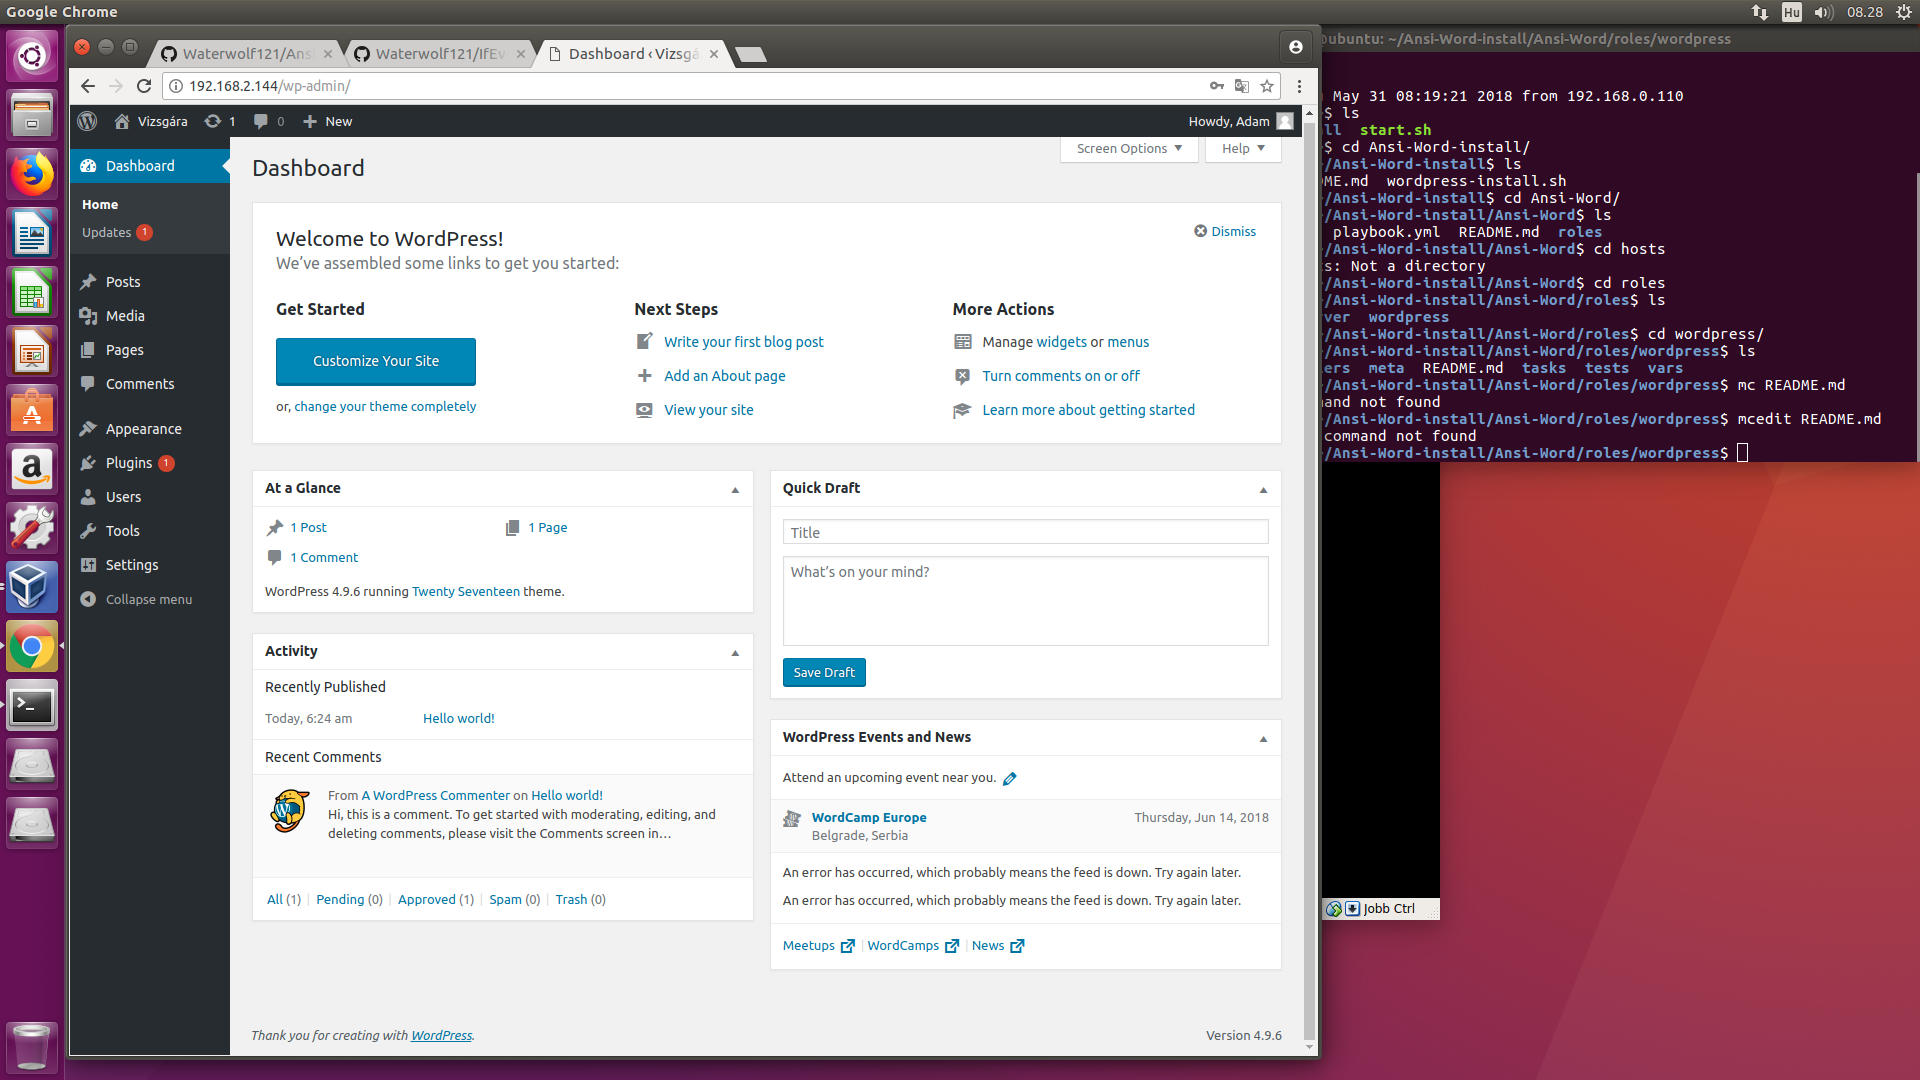 Google Chrome
Hu
08.28
Waterwolf121/Ans
Waterwolf121/IfEv
Dashboard ‹ Vizsgá
192.168.2.144/wp-admin/
Vizsgára
1
0
New
Howdy, Adam
Dashboard
Home
Updates 1
Posts
Media
Pages
Comments
Appearance
Plugins 1
Users
Tools
Settings
Collapse menu
Dashboard
Screen Options
Help
Welcome to WordPress!
We've assembled some links to get you started:
Dismiss
Get Started
Customize Your Site
or, change your theme completely
Next Steps
Write your first blog post
Add an About page
View your site
More Actions
Manage widgets or menus
Turn comments on or off
Learn more about getting started
At a Glance
1 Post
1 Page
1 Comment
WordPress 4.9.6 running Twenty Seventeen theme.
Activity
Recently Published
Today, 6:24 am
Hello world!
Recent Comments
From A WordPress Commenter on Hello world!
Hi, this is a comment. To get started with moderating, editing, and
deleting comments, please visit the Comments screen in…
All (1) | Pending (0) | Approved (1) | Spam (0) | Trash (0)
Quick Draft
Title
What's on your mind?
Save Draft
WordPress Events and News
Attend an upcoming event near you.
WordCamp Europe
Thursday, Jun 14, 2018
Belgrade, Serbia
An error has occurred, which probably means the feed is down. Try again later.
An error has occurred, which probably means the feed is down. Try again later.
Meetups | WordCamps | News
Thank you for creating with WordPress.
Version 4.9.6
ubuntu: ~/Ansi-Word-install/Ansi-Word/roles/wordpress
May 31 08:19:21 2018 from 192.168.0.110
$ ls
ll start.sh
$ cd Ansi-Word-install/
/Ansi-Word-install$ ls
ME.md wordpress-install.sh
/Ansi-Word-install$ cd Ansi-Word/
/Ansi-Word-install/Ansi-Word$ ls
playbook.yml README.md roles
/Ansi-Word-install/Ansi-Word$ cd hosts
s: Not a directory
/Ansi-Word-install/Ansi-Word$ cd roles
/Ansi-Word-install/Ansi-Word/roles$ ls
ver wordpress
/Ansi-Word-install/Ansi-Word/roles$ cd wordpress/
/Ansi-Word-install/Ansi-Word/roles/wordpress$ ls
ers meta README.md tasks tests vars
/Ansi-Word-install/Ansi-Word/roles/wordpress$ mc README.md
and not found
/Ansi-Word-install/Ansi-Word/roles/wordpress$ mcedit README.md
command not found
/Ansi-Word-install/Ansi-Word/roles/wordpress$
Jobb Ctrl